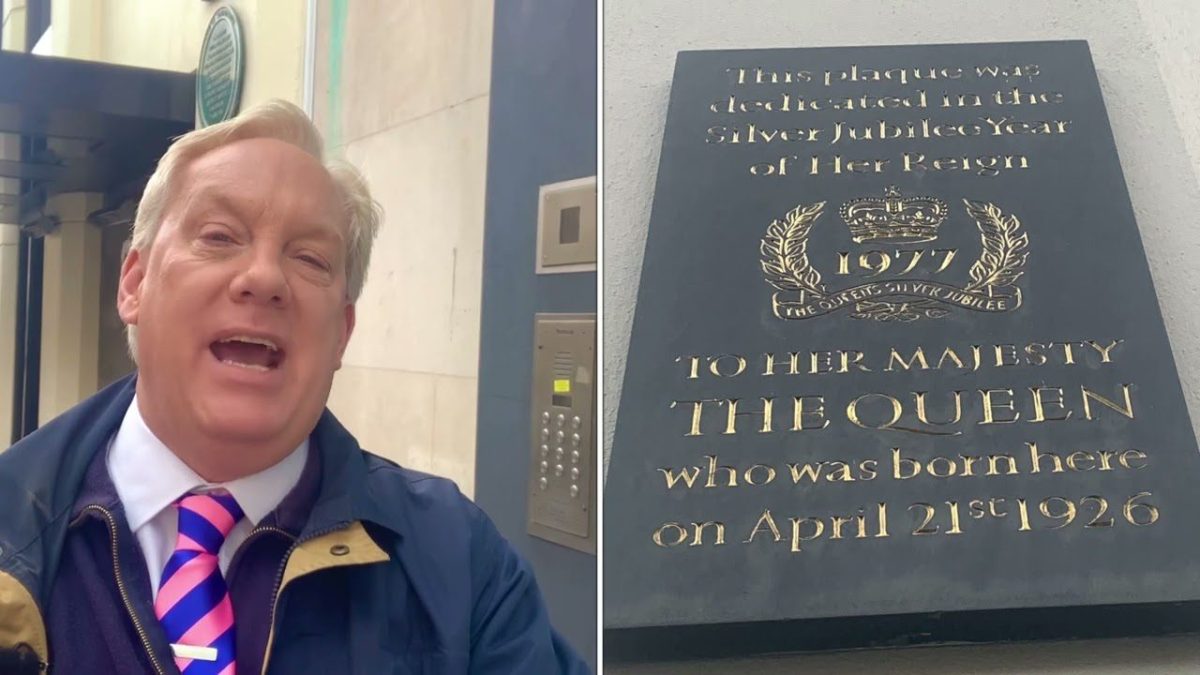 This plaque was
dedicated in the
Silver Jubilee Year
of Her Reign
1977
THE QUEENS SILVER JUBILEE
TO HER MAJESTY
THE QUEEN
who was born here
on April 21st 1926